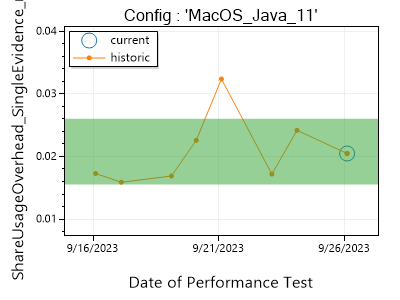 Config : 'MacOS_Java_11'
ShareUsageOverhead_SingleEvidence_
0.04
0.03
0.02
0.01
current
historic
9/16/2023
9/21/2023
9/26/2023
Date of Performance Test